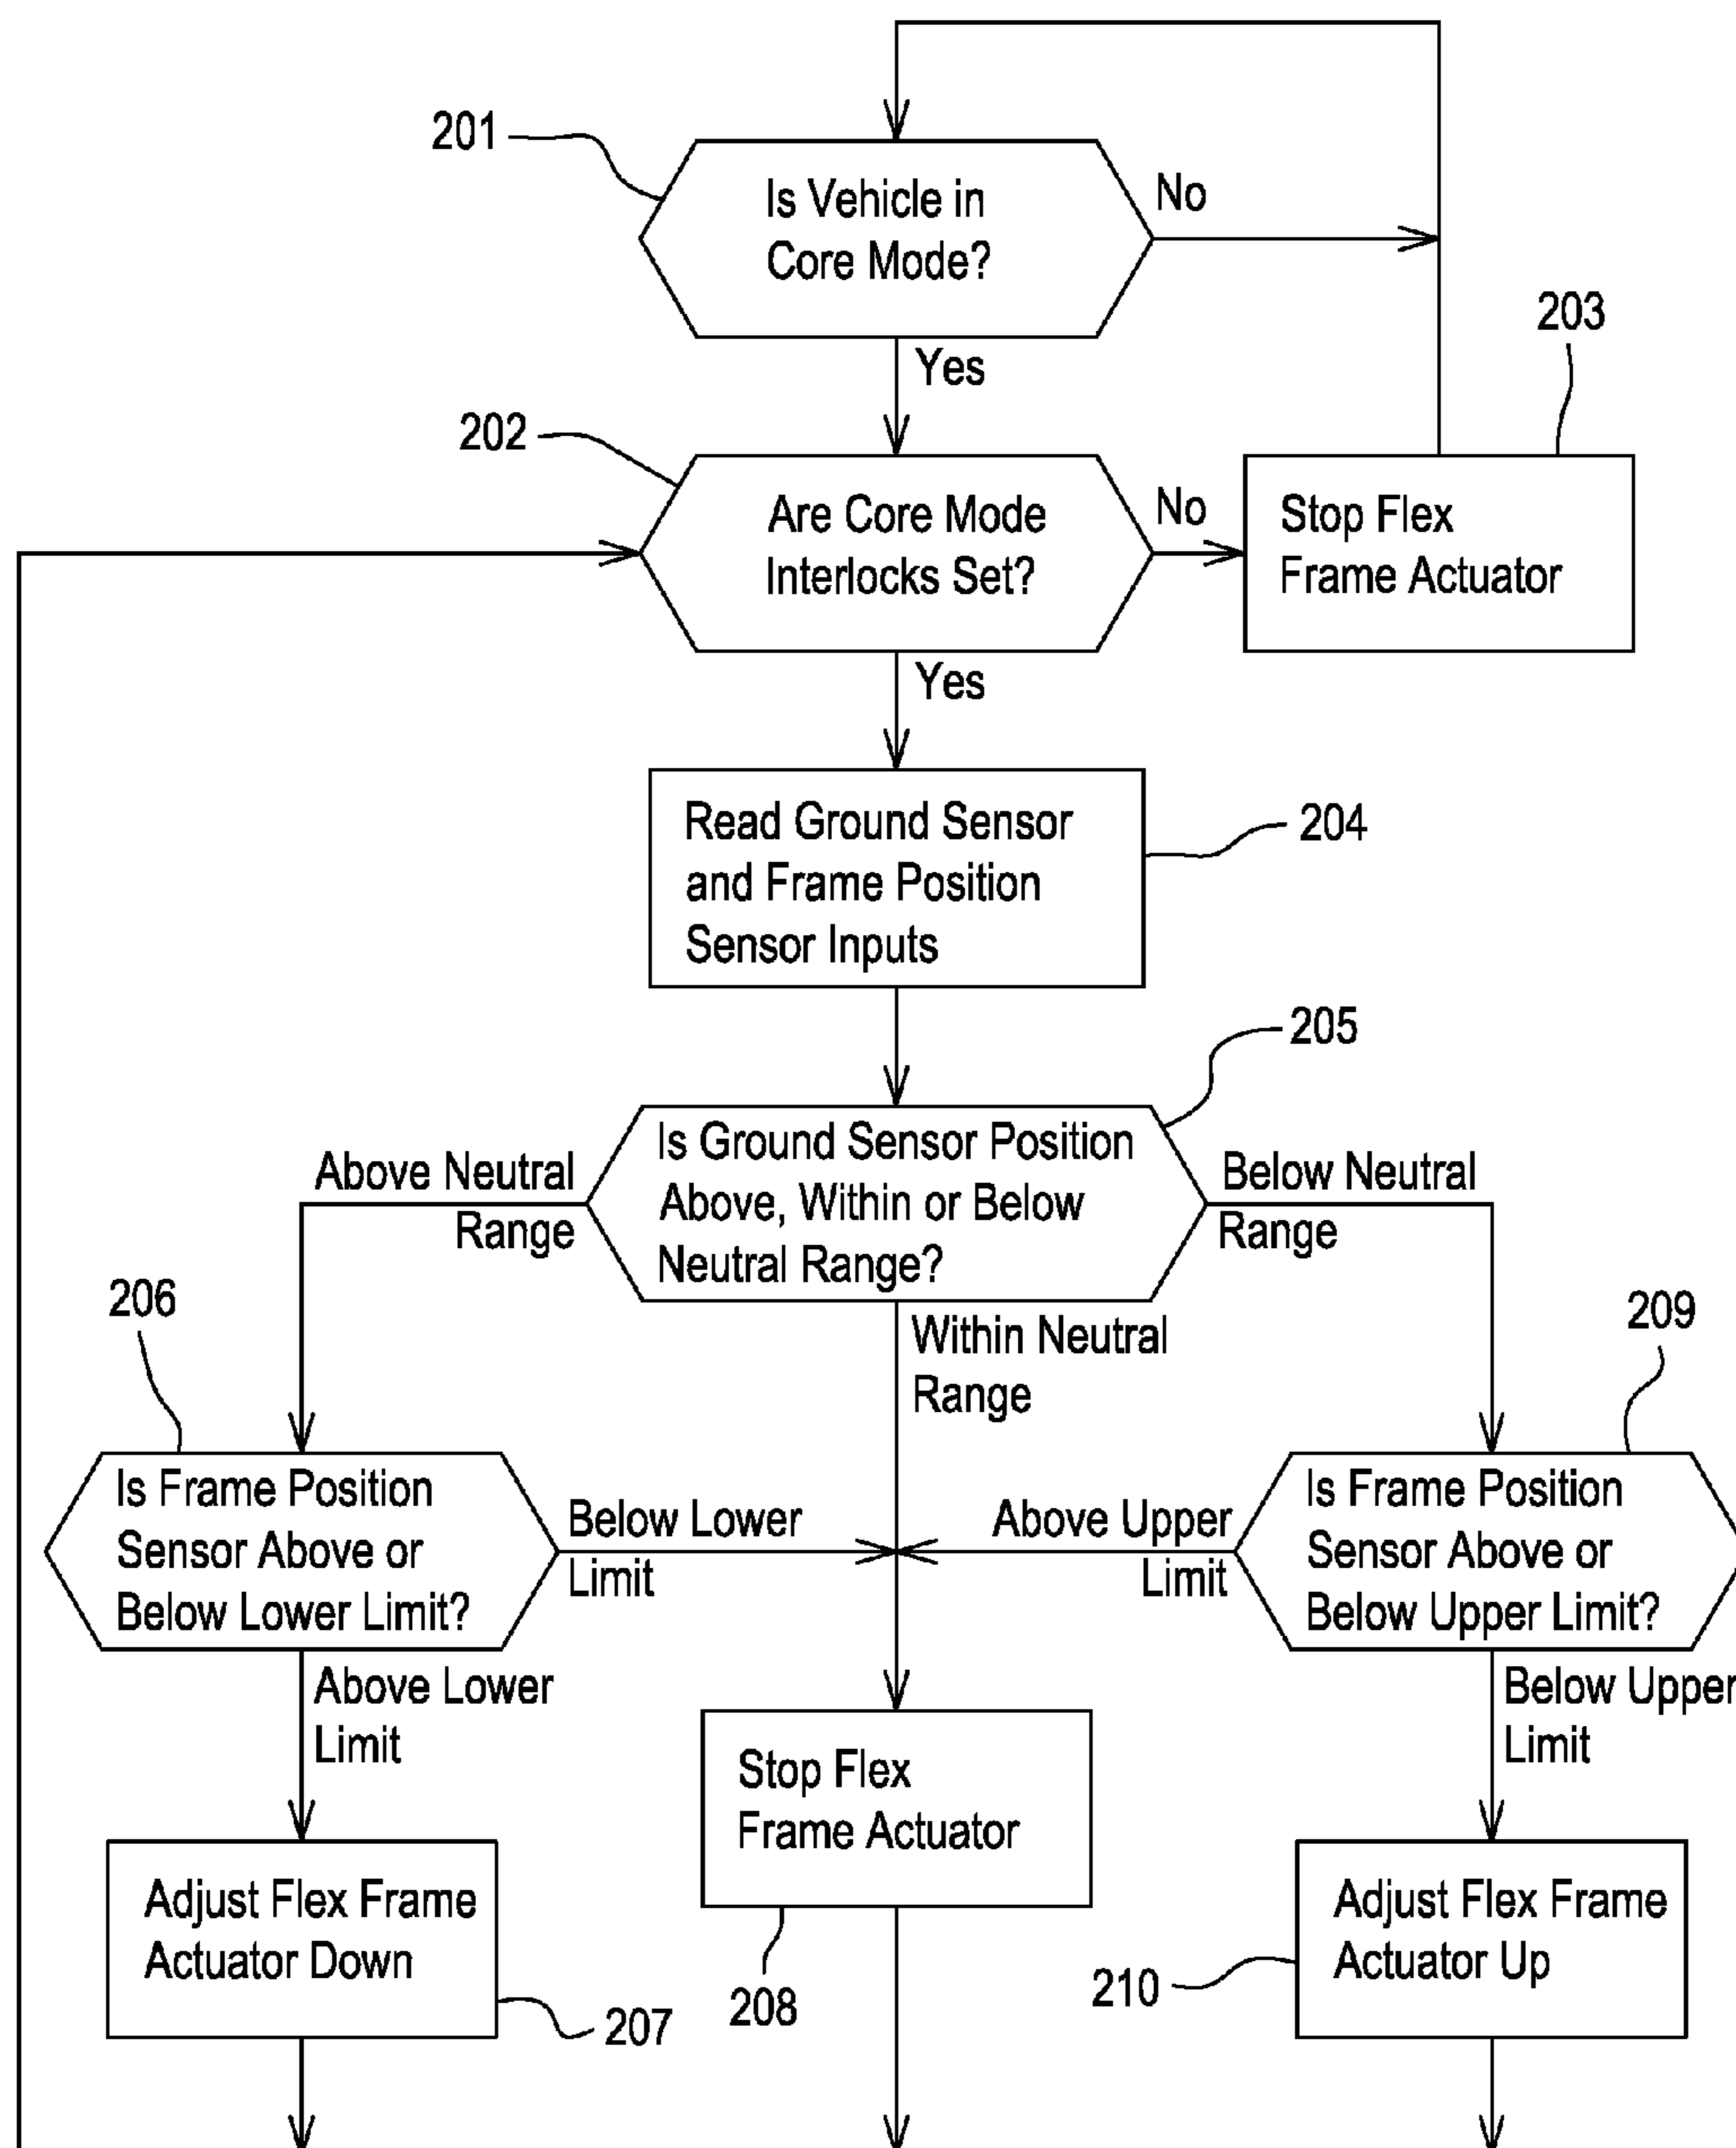 201
Is Vehicle in
Core Mode?
No
Yes
203
202
Are Core Mode
Interlocks Set?
No
Stop Flex
Frame Actuator
Yes
Read Ground Sensor
and Frame Position
Sensor Inputs
204
205
Is Ground Sensor Position
Above, Within or Below
Neutral Range?
Above Neutral
Range
Below Neutral
Range
Within Neutral
Range
206
Is Frame Position
Sensor Above or
Below Lower Limit?
Below Lower
Limit
Above Upper
Limit
209
Is Frame Position
Sensor Above or
Below Upper Limit?
Above Lower
Limit
Below Upper
Limit
Stop Flex
Frame Actuator
208
Adjust Flex Frame
Actuator Down
207
Adjust Flex Frame
Actuator Up
210